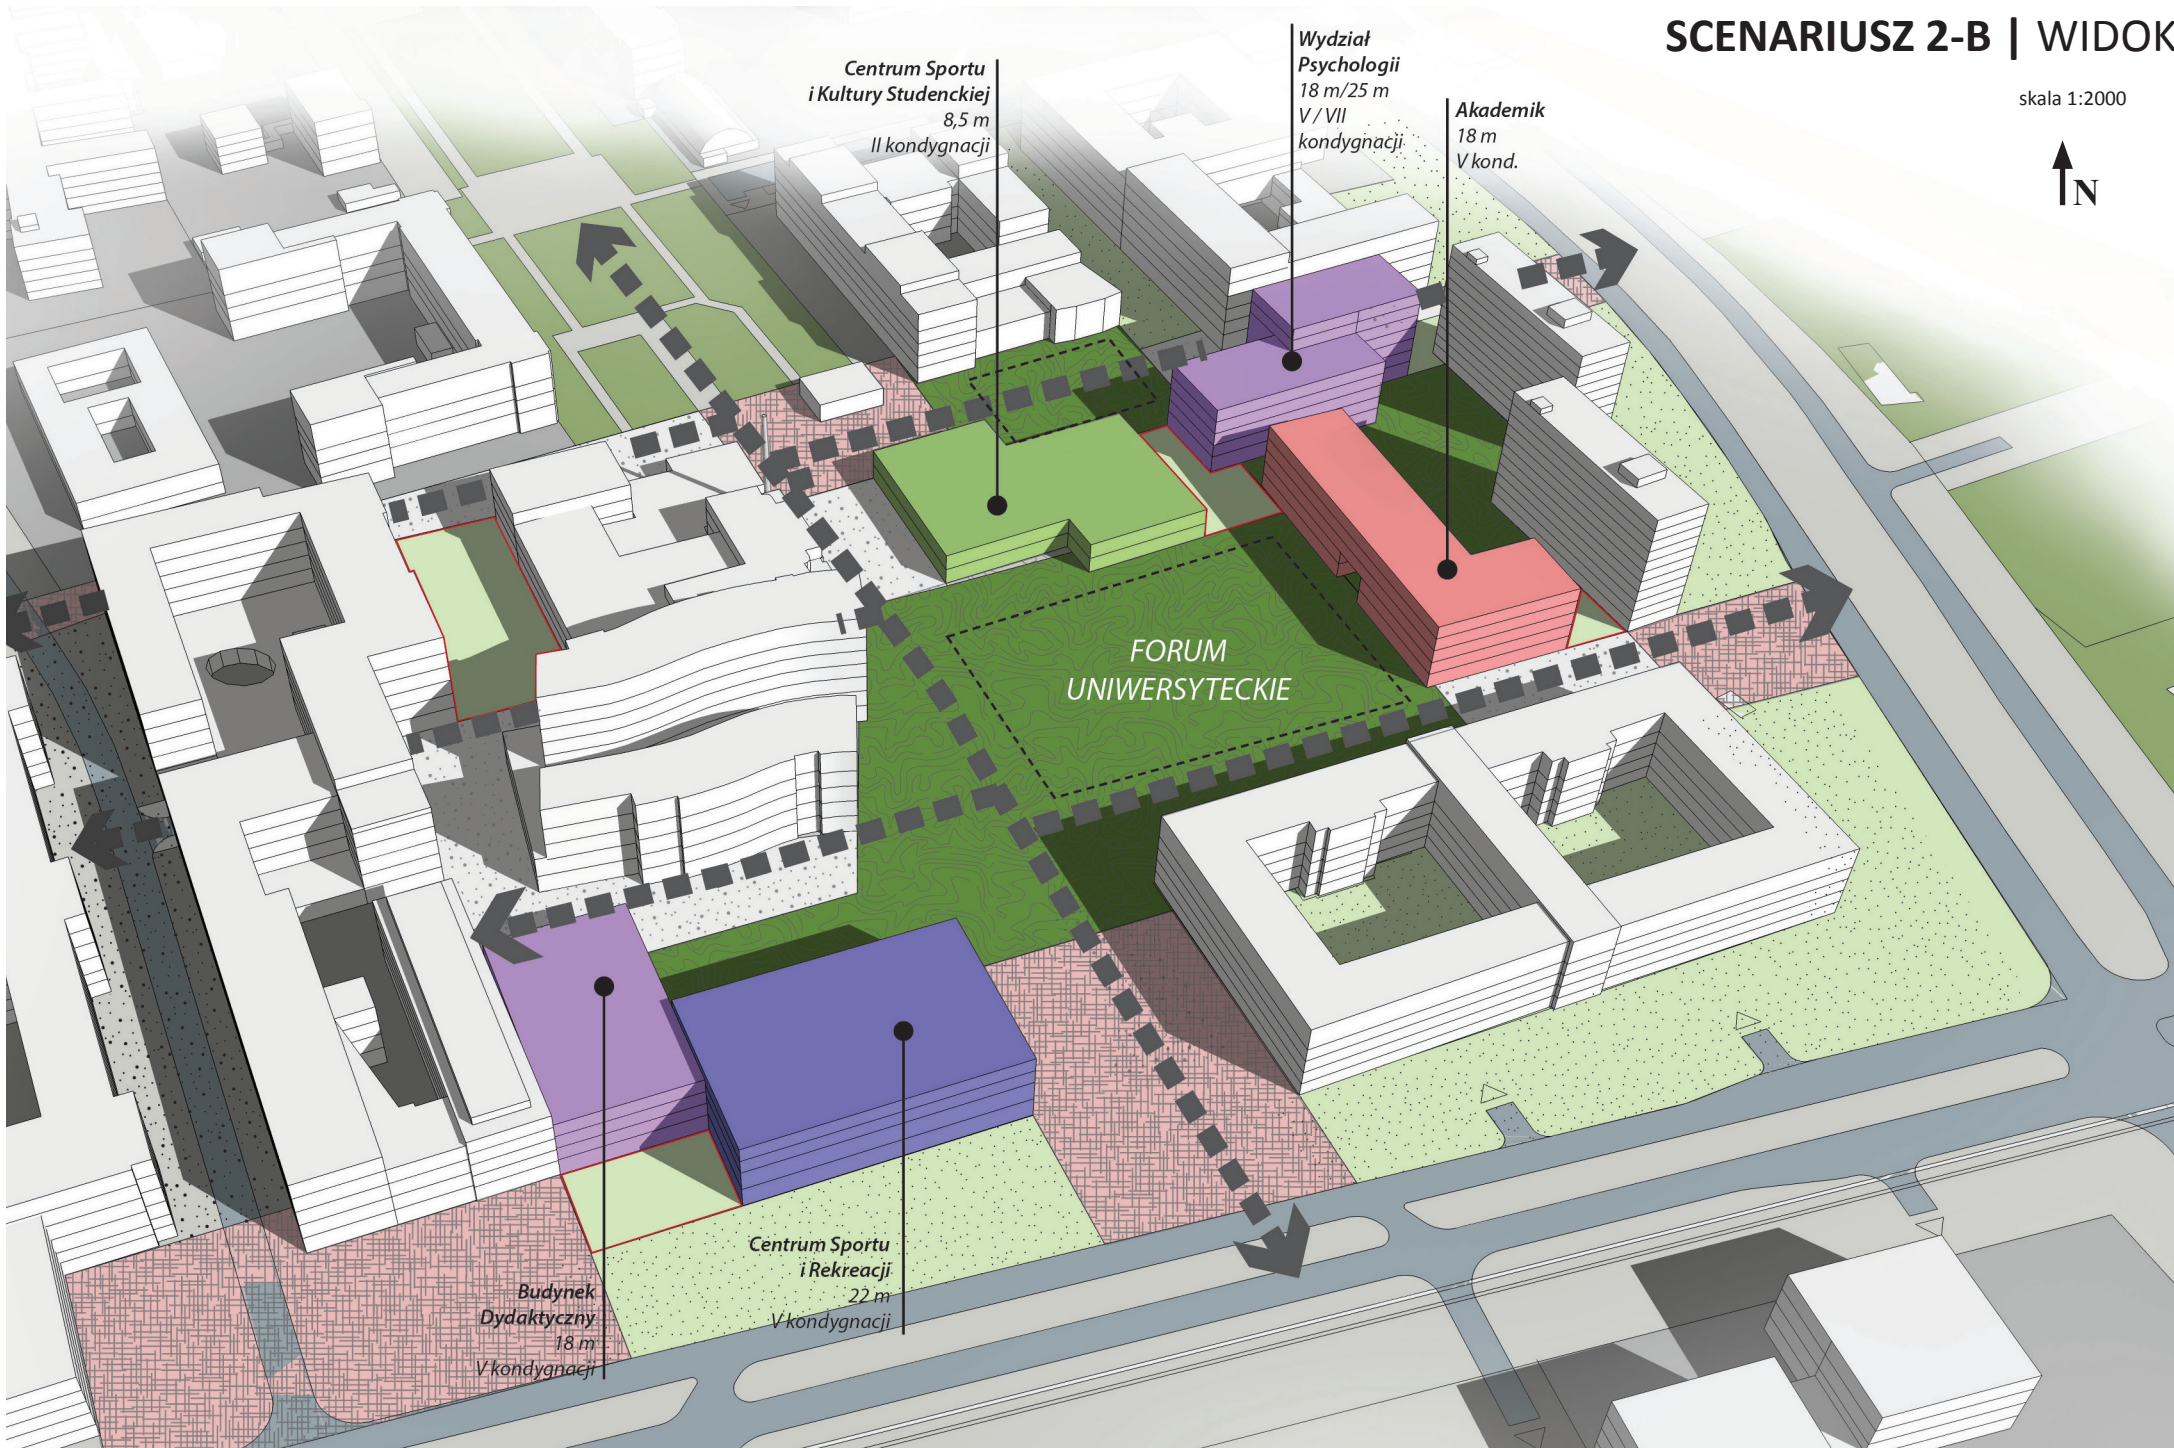 SCENARIUSZ 2-B | WIDOK
skala 1:2000
N
Centrum Sportu
i Kultury Studenckiej
8,5 m
II kondygnacji
Wydział
Psychologii
18 m/25 m
V / VII
kondygnacji
Akademik
18 m
V kond.
FORUM
UNIWERSYTECKIE
Centrum Sportu
i Rekreacji
22 m
V kondygnacji
Budynek
Dydaktyczny
18 m
V kondygnacji